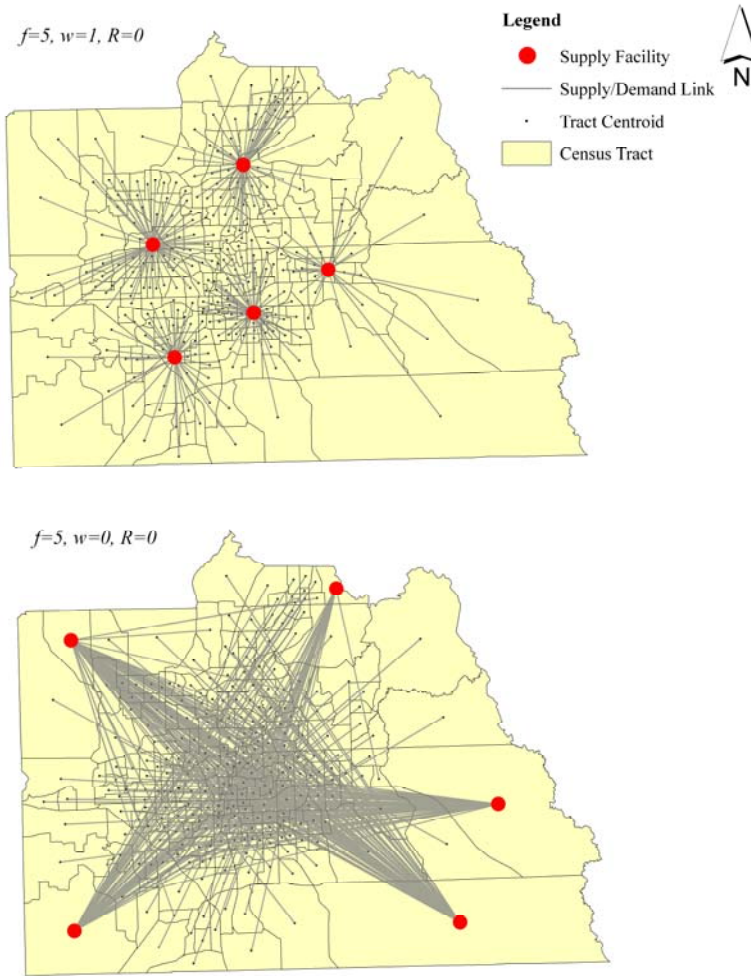 f=5, w=1, R=0
Legend
Supply Facility
Supply/Demand Link
Tract Centroid
Census Tract
N
f=5, w=0, R=0